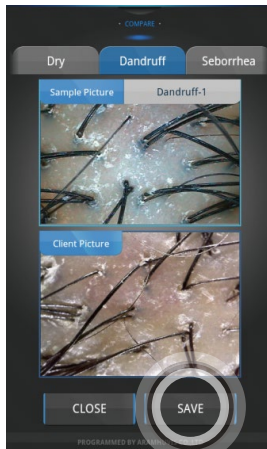 - COMPARE -
Dry
Dandruff
Seborrhea
Sample Picture
Dandruff-1
Client Picture
CLOSE
SAVE
PROGRAMMED BY